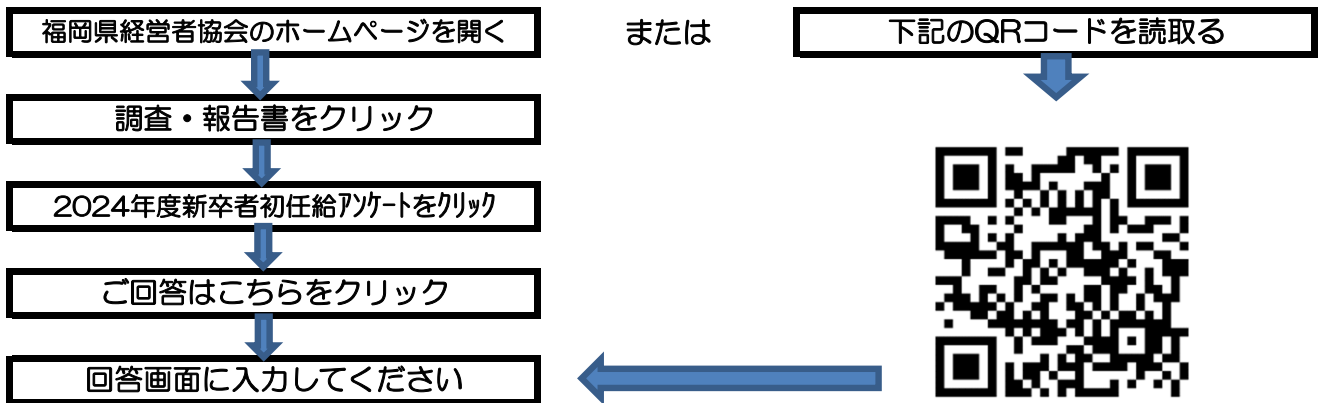 福岡県経営者協会のホームページを開く
または
下記のQRコードを読取る
調査・報告書をクリック
2024年度新卒者初任給ｱﾝｹｰﾄをｸﾘｯｸ
ご回答はこちらをクリック
回答画面に入力してください